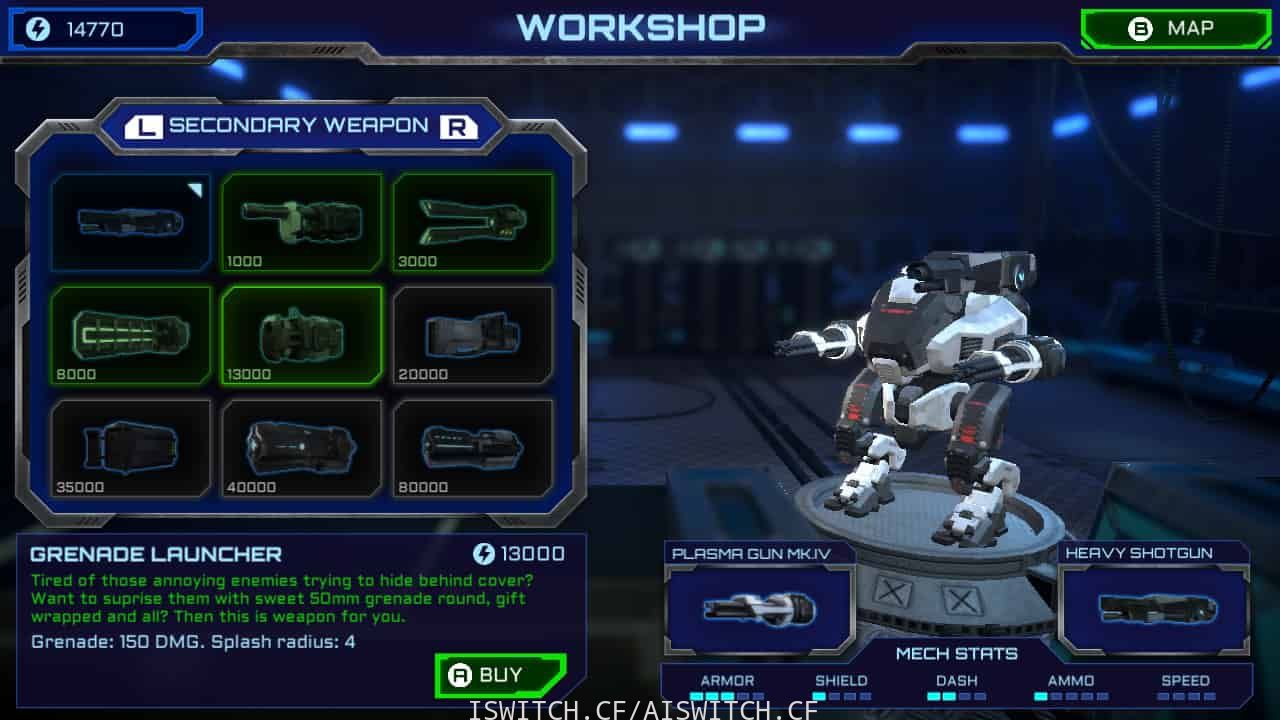 14770
WORKSHOP
B MAP
L SECONDARY WEAPON R
1000
3000
8000
13000
20000
35000
40000
80000
GRENADE LAUNCHER
13000
Tired of those annoying enemies trying to hide behind cover?
Want to suprise them with sweet 50mm grenade round, gift
wrapped and all? Then this is weapon for you.
Grenade: 150 DMG. Splash radius: 4
A BUY
PLASMA GUN MK.IV
HEAVY SHOTGUN
MECH STATS
ARMOR
SHIELD
DASH
AMMO
SPEED
ISWITCH.CF/AISWITCH.CF